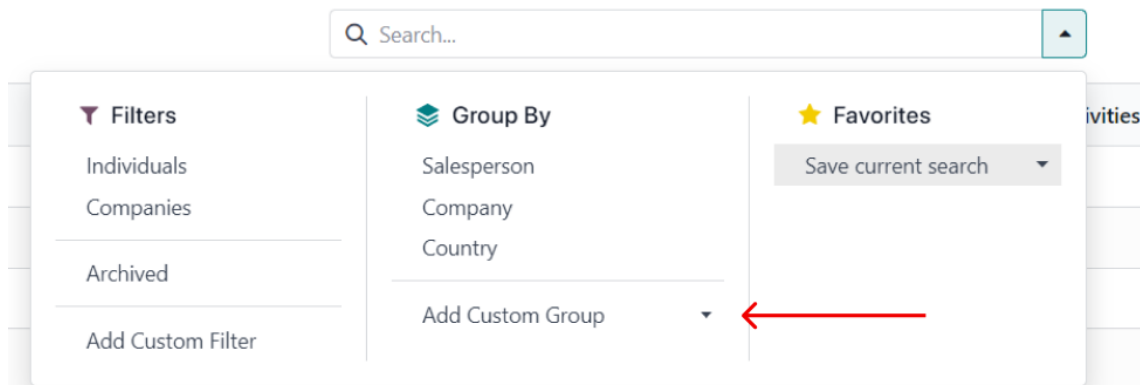 Search...
Filters
Individuals
Companies
Archived
Add Custom Filter
Group By
Salesperson
Company
Country
Add Custom Group
Favorites
Save current search
ivities